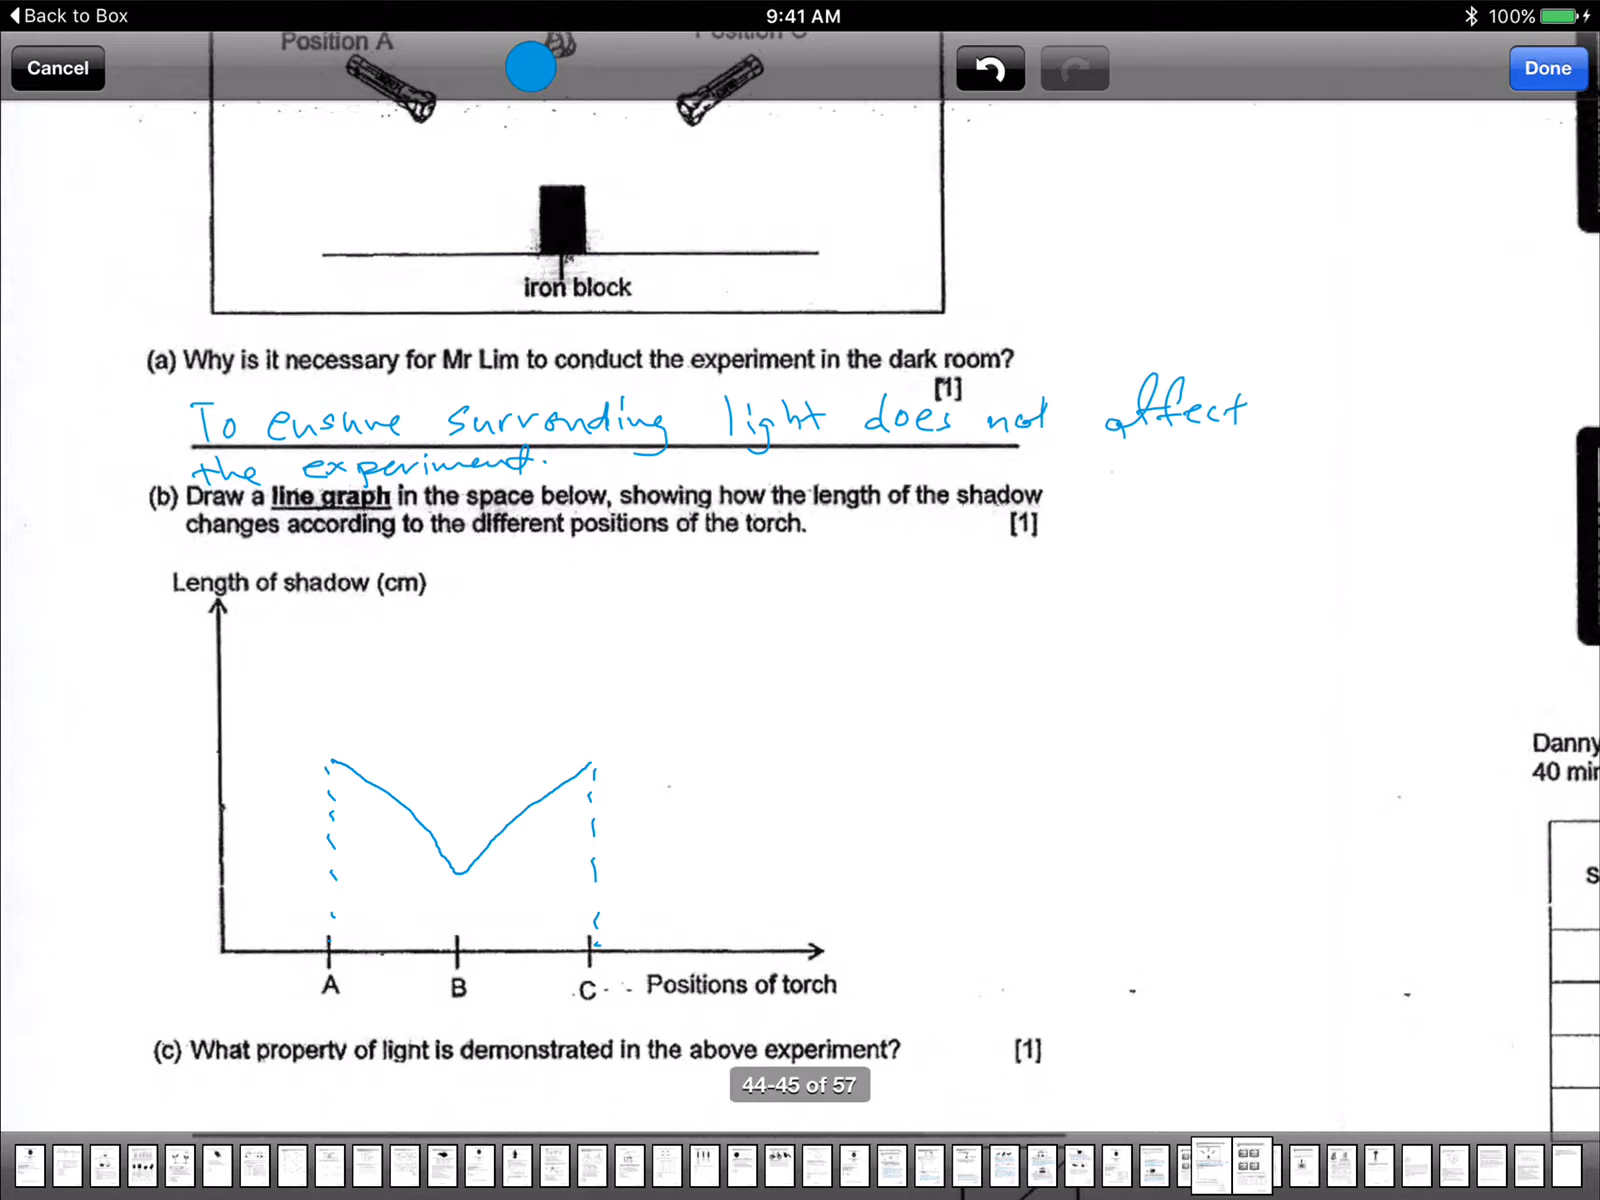 Back to Box
9:41 AM
100%
Cancel
Done
Position A
Position C
iron block
(a) Why is it necessary for Mr Lim to conduct the experiment in the dark room?
[1]
To ensure surronding light does not affect
the experiment.
(b) Draw a line graph in the space below, showing how the length of the shadow
changes according to the different positions of the torch. [1]
Length of shadow (cm)
A
B
C
Positions of torch
(c) What property of light is demonstrated in the above experiment? [1]
44-45 of 57
Danny
40 min
S